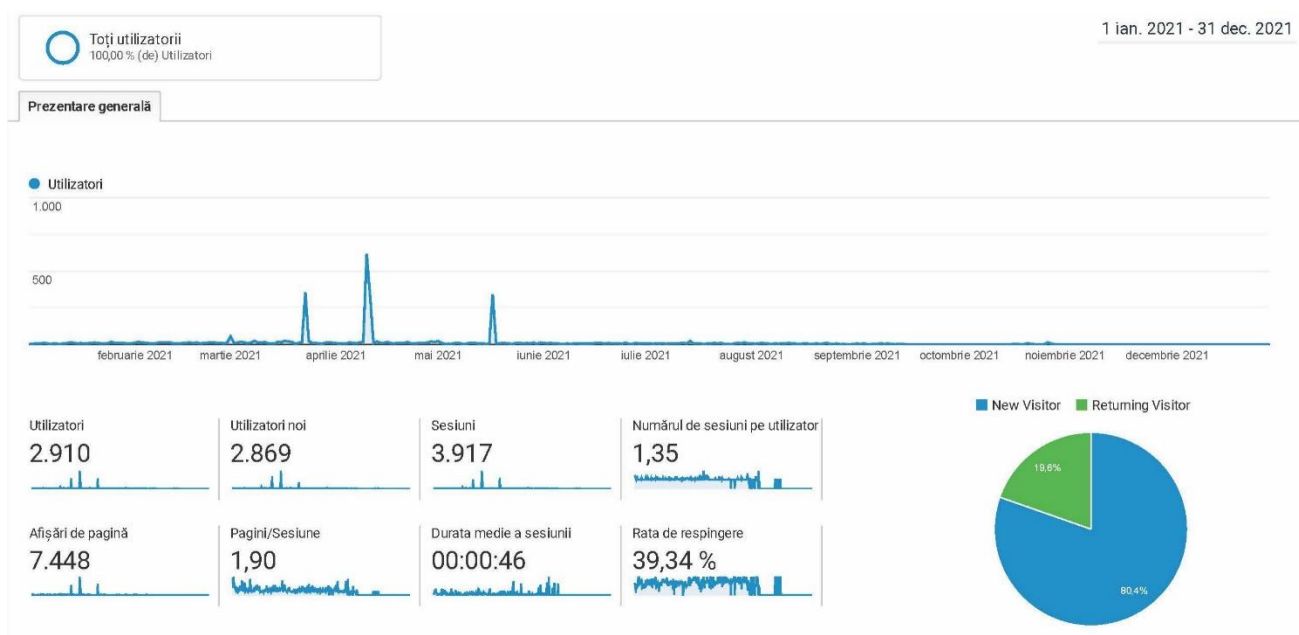 Toți utilizatorii
100,00 % (de) Utilizatori
1 ian. 2021 - 31 dec. 2021
Prezentare generală
Utilizatori
1.000
500
februarie 2021 martie 2021 aprilie 2021 mai 2021 iunie 2021 iulie 2021 august 2021 septembrie 2021 octombrie 2021 noiembrie 2021 decembrie 2021
New Visitor Returning Visitor
Utilizatori
2.910
Utilizatori noi
2.869
Sesiuni
3.917
Numărul de sesiuni pe utilizator
1,35
Afișări de pagină
7.448
Pagini/Sesiune
1,90
Durata medie a sesiunii
00:00:46
Rata de respingere
39,34 %
19,6%
80,4%